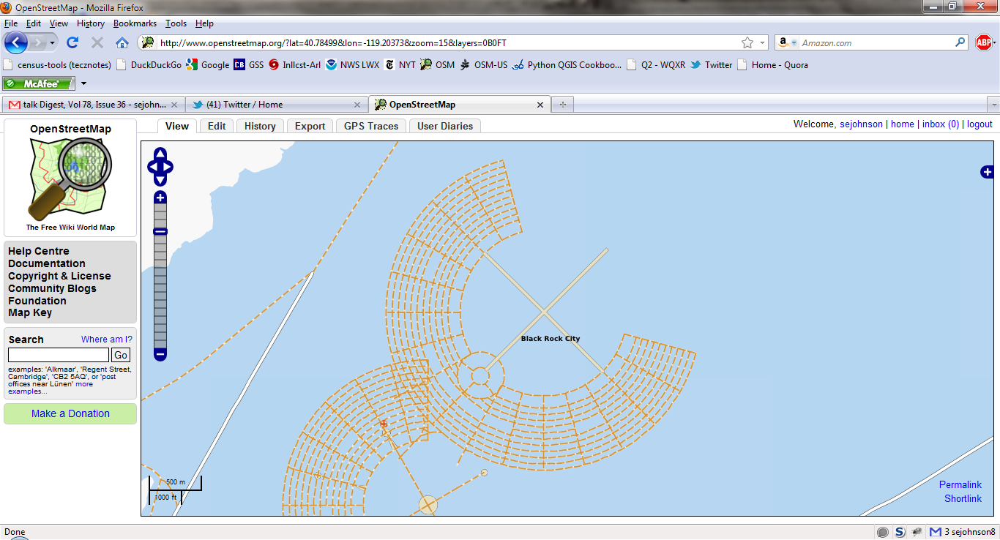 OpenStreetMap - Mozilla Firefox
File Edit View History Bookmarks Tools Help
http://www.openstreetmap.org/?lat=40.78499&lon=-119.20373&zoom=15&layers=0B0FT
a Amazon.com
ABP
census-tools (tecznotes) DuckDuckGo Google CB GSS InllCst-Arl NWS LWX T NYT OSM OSM-US Python QGIS Cookboo... Q2 - WQXR Twitter Home - Quora
McAfee
talk Digest, Vol 78, Issue 36 - sejohn... (41) Twitter / Home OpenStreetMap
View Edit History Export GPS Traces User Diaries
Welcome, sejohnson | home | inbox (0) | logout
OpenStreetMap
The Free Wiki World Map
Help Centre
Documentation
Copyright & License
Community Blogs
Foundation
Map Key
Search Where am I?
Go
examples: 'Alkmaar', 'Regent Street,
Cambridge', 'CB2 5AQ', or 'post
offices near Lünen' more
examples...
Make a Donation
Black Rock City
500 m
1000 ft
Permalink
Shortlink
Done
S
3 sejohnson8